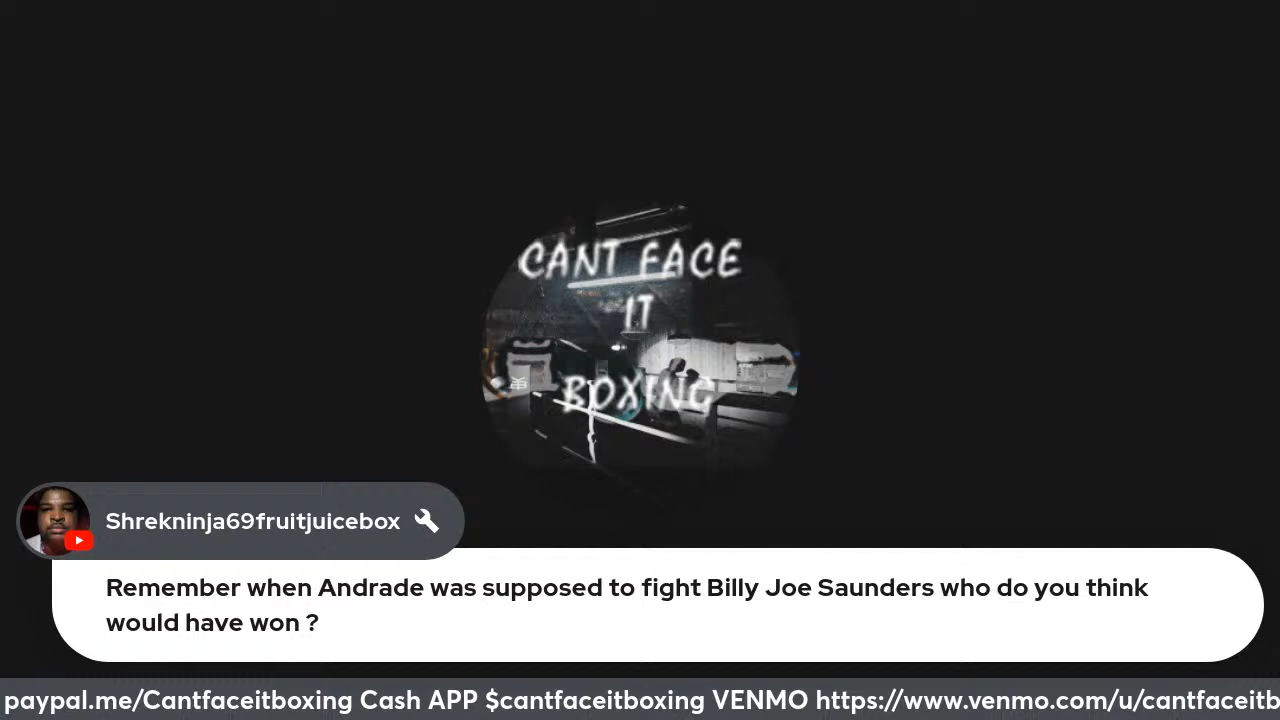 CANT FACE
IT
BOXING
Shrekninja69fruitjuicebox
Remember when Andrade was supposed to fight Billy Joe Saunders who do you think
would have won ?
paypal.me/Cantfaceitboxing Cash APP $cantfaceitboxing VENMO https://www.venmo.com/u/cantfaceitb